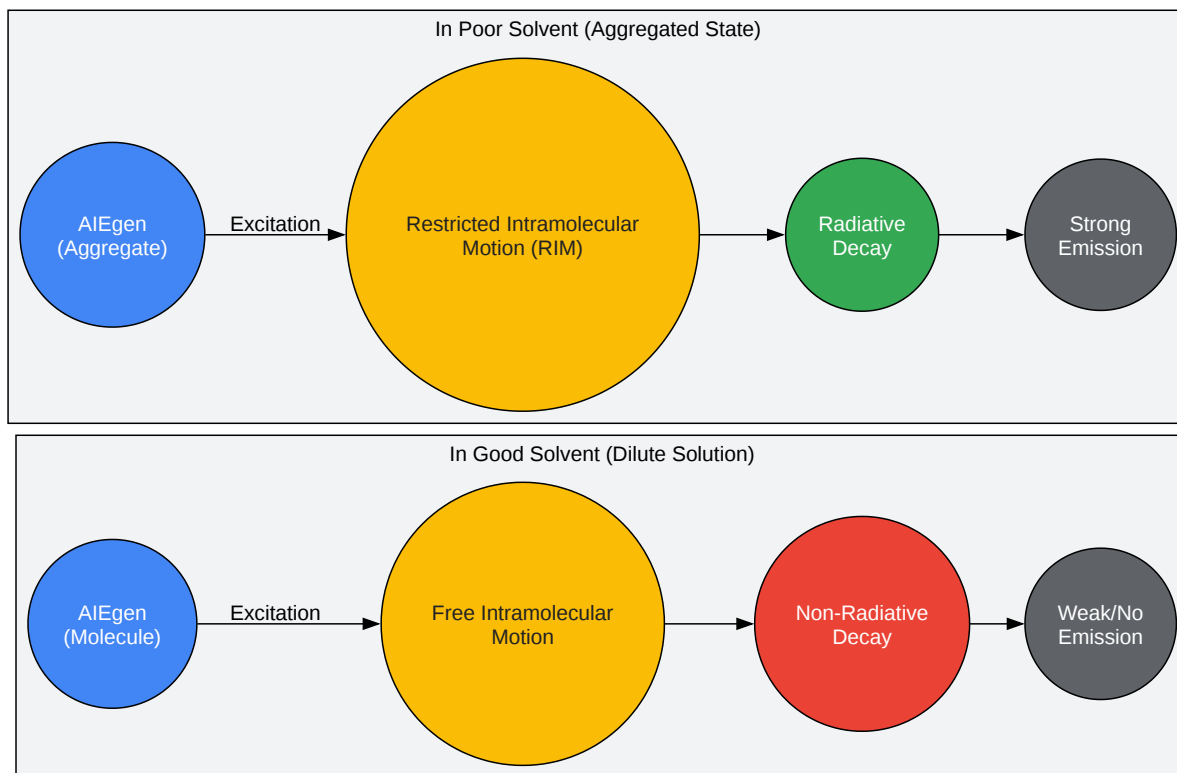 In Poor Solvent (Aggregated State)
AIEgen
(Aggregate)
Excitation
Restricted Intramolecular
Motion (RIM)
Radiative
Decay
Strong
Emission
In Good Solvent (Dilute Solution)
AIEgen
(Molecule)
Excitation
Free Intramolecular
Motion
Non-Radiative
Decay
Weak/No
Emission